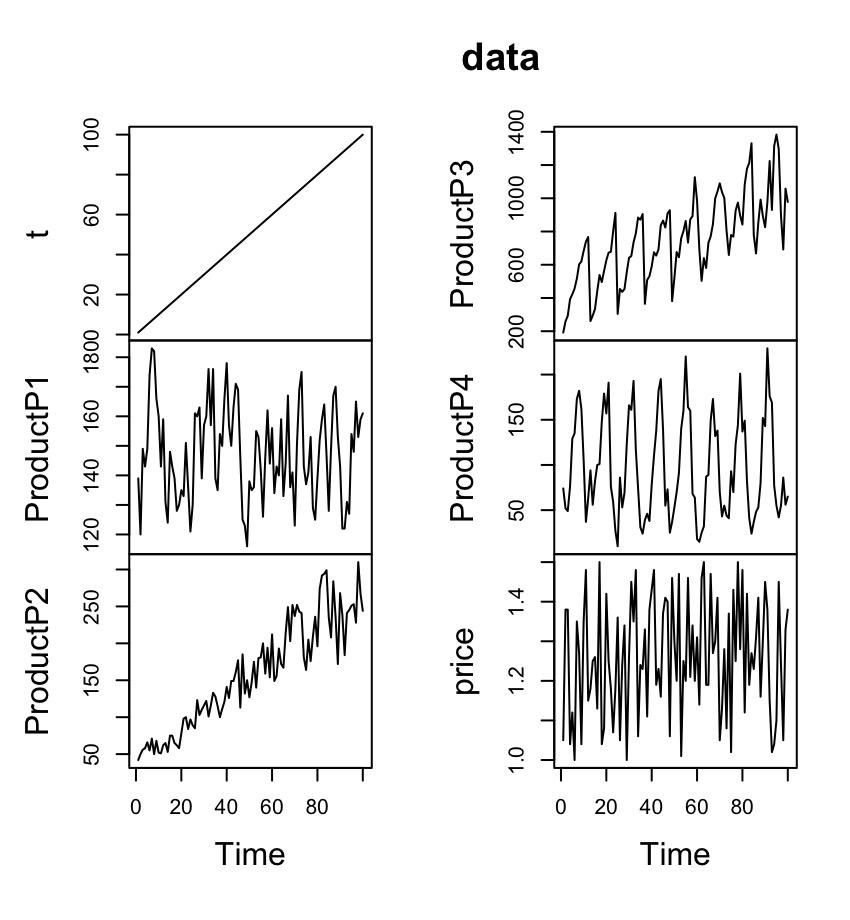 data
t
20 60 100
ProductP1
120 140 160 180
ProductP2
50 150 250
0 20 40 60 80
Time
ProductP3
200 600 1000 1400
ProductP4
50 150
price
1.0 1.2 1.4
0 20 40 60 80
Time